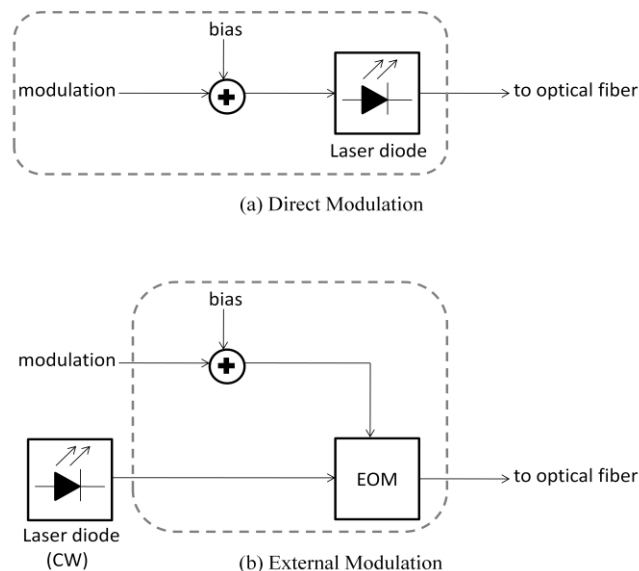 bias
modulation
to optical fiber
Laser diode
(a) Direct Modulation
bias
modulation
EOM
to optical fiber
Laser diode
(CW)
(b) External Modulation